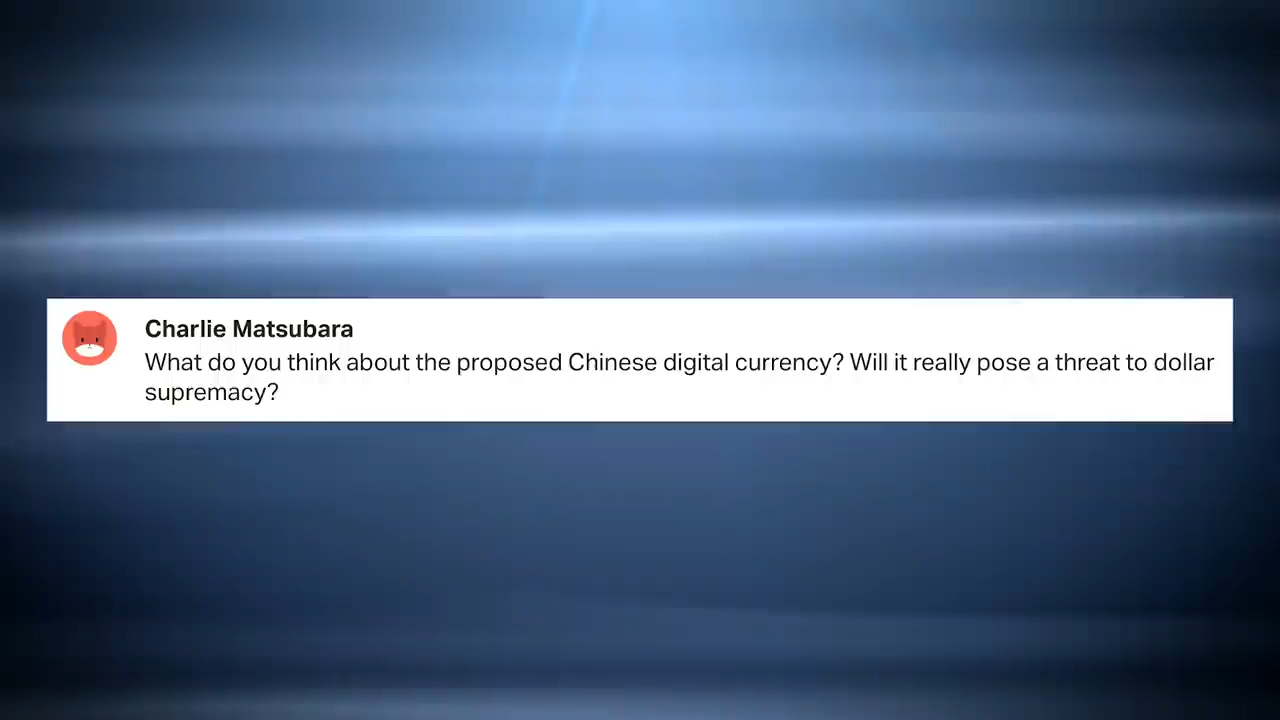 Charlie Matsubara
What do you think about the proposed Chinese digital currency? Will it really pose a threat to dollar
supremacy?